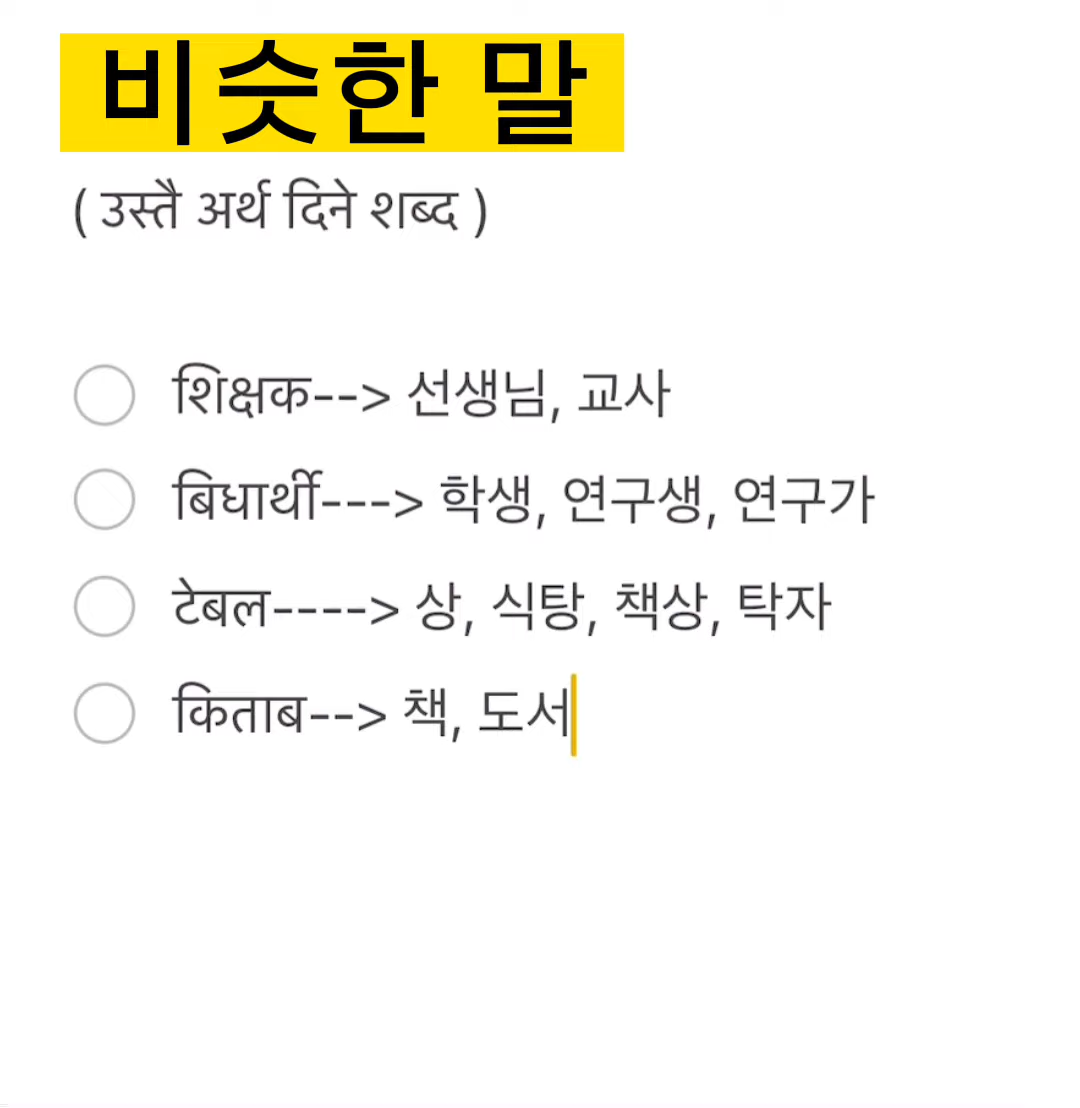 비슷한 말
( उस्तै अर्थ दिने शब्द )
शिक्षक--> 선생님, 교사
बिधार्थी---> 학생, 연구생, 연구가
टेबल----> 상, 식탕, 책상, 탁자
किताब--> 책, 도서